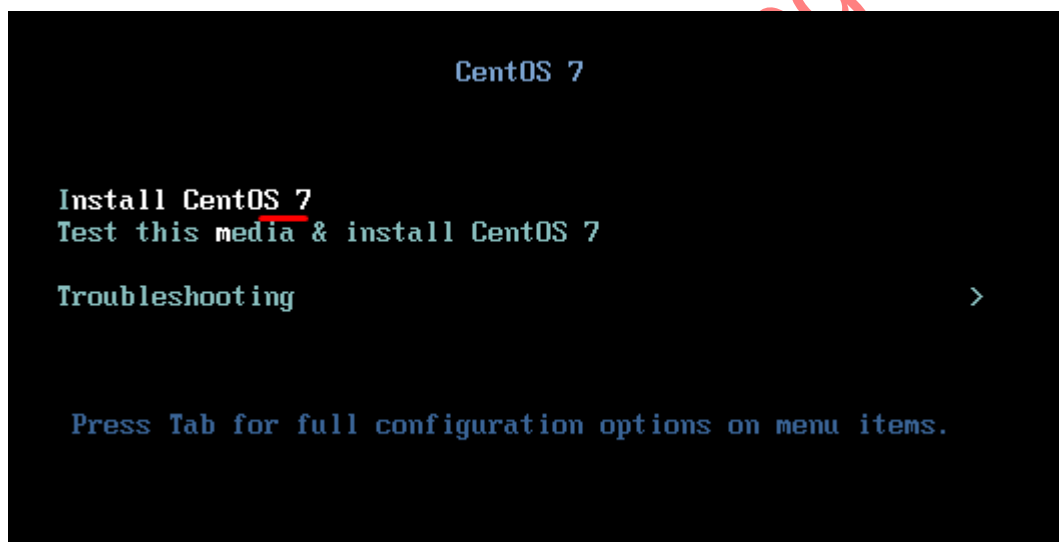 CentOS 7
Install CentOS 7
Test this media & install CentOS 7
Troubleshooting >
Press Tab for full configuration options on menu items.